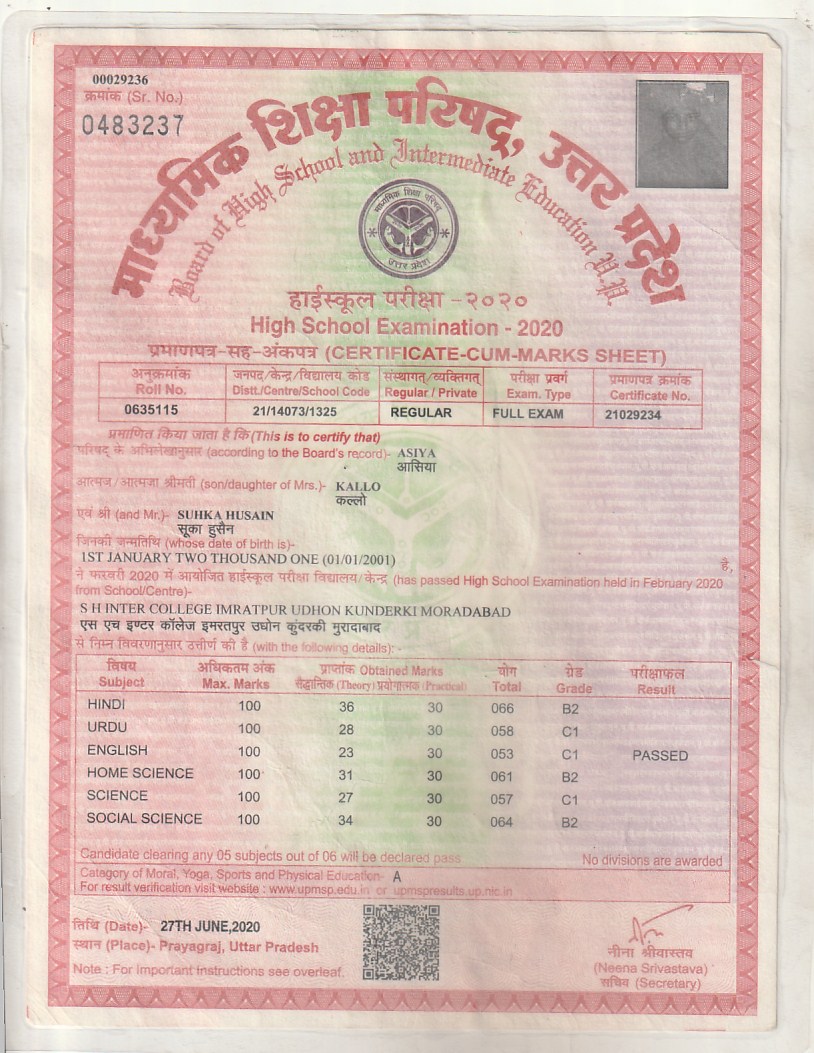 00029236
क्रमांक (Sr. No.)
0483237
माध्यमिक शिक्षा परिषद्, उत्तर प्रदेश
Board of High School and Intermediate Education U.P.
माध्यमिक शिक्षा परिषद्
उत्तर प्रदेश
हाईस्कूल परीक्षा - २०२०
High School Examination - 2020
प्रमाणपत्र-सह-अंकपत्र (CERTIFICATE-CUM-MARKS SHEET)
अनुक्रमांक जनपद/केन्द्र/विद्यालय कोड संस्थागत/व्यक्तिगत परीक्षा प्रवर्ग प्रमाणपत्र क्रमांक
Roll No. Distt./Centre/School Code Regular / Private Exam. Type Certificate No.
0635115 21/14073/1325 REGULAR FULL EXAM 21029234
प्रमाणित किया जाता है कि (This is to certify that)
परिषद् के अभिलेखानुसार (according to the Board's record)- ASIYA
आसिया
आत्मज/आत्मजा श्रीमती (son/daughter of Mrs.)- KALLO
कल्लो
एवं श्री (and Mr.)- SUHKA HUSAIN
सूका हुसैन
जिनकी जन्मतिथि (whose date of birth is)-
1ST JANUARY TWO THOUSAND ONE (01/01/2001) है,
ने फरवरी 2020 में आयोजित हाईस्कूल परीक्षा विद्यालय/केन्द्र (has passed High School Examination held in February 2020
from School/Centre)-
S H INTER COLLEGE IMRATPUR UDHON KUNDERKI MORADABAD
एस एच इण्टर कॉलेज इमरतपुर उधोन कुंदरकी मुरादाबाद
से निम्न विवरणानुसार उत्तीर्ण की है (with the following details): -
विषय अधिकतम अंक प्राप्तांक Obtained Marks योग ग्रेड परीक्षाफल
Subject Max. Marks सैद्धान्तिक (Theory) प्रयोगात्मक (Practical) Total Grade Result
HINDI 100 36 30 066 B2
URDU 100 28 30 058 C1
ENGLISH 100 23 30 053 C1 PASSED
HOME SCIENCE 100 31 30 061 B2
SCIENCE 100 27 30 057 C1
SOCIAL SCIENCE 100 34 30 064 B2
Candidate clearing any 05 subjects out of 06 will be declared pass No divisions are awarded
Catagory of Moral, Yoga, Sports and Physical Education- A
For result verification visit website : www.upmsp.edu.in or upmspresults.up.nic.in
तिथि (Date)- 27TH JUNE,2020
स्थान (Place)- Prayagraj, Uttar Pradesh
Note : For Important instructions see overleaf.
नीना श्रीवास्तव
(Neena Srivastava)
सचिव (Secretary)